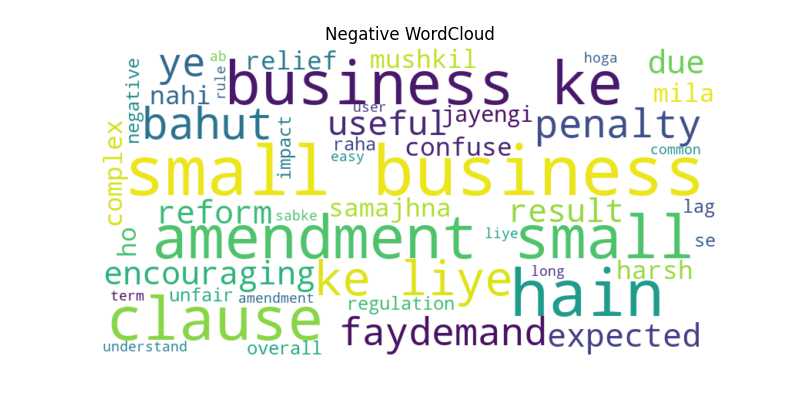 Negative WordCloud
ye relief ab mushkil hoga due
negative nahi rule business ke mila
bahut user useful jayengi penalty
complex impact raha easy confuse common
small business
reform sabke samajhna result lag
ho amendment liye small se
encouraging ke liye long hain harsh
term unfair amendment regulation
clause faydemand expected
understand overall